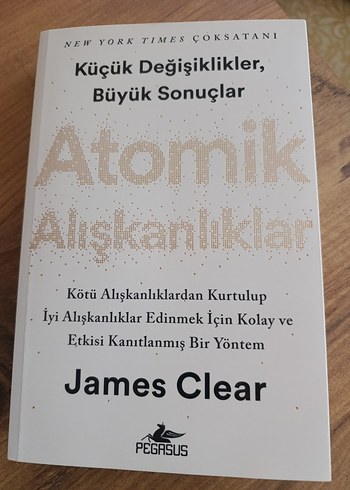 NEW YORK TIMES ÇOKSATANI
Küçük Değişiklikler,
Büyük Sonuçlar
Atomik
Alışkanlıklar
Kötü Alışkanlıklardan Kurtulup
İyi Alışkanlıklar Edinmek İçin Kolay ve
Etkisi Kanıtlanmış Bir Yöntem
James Clear
PEGASUS